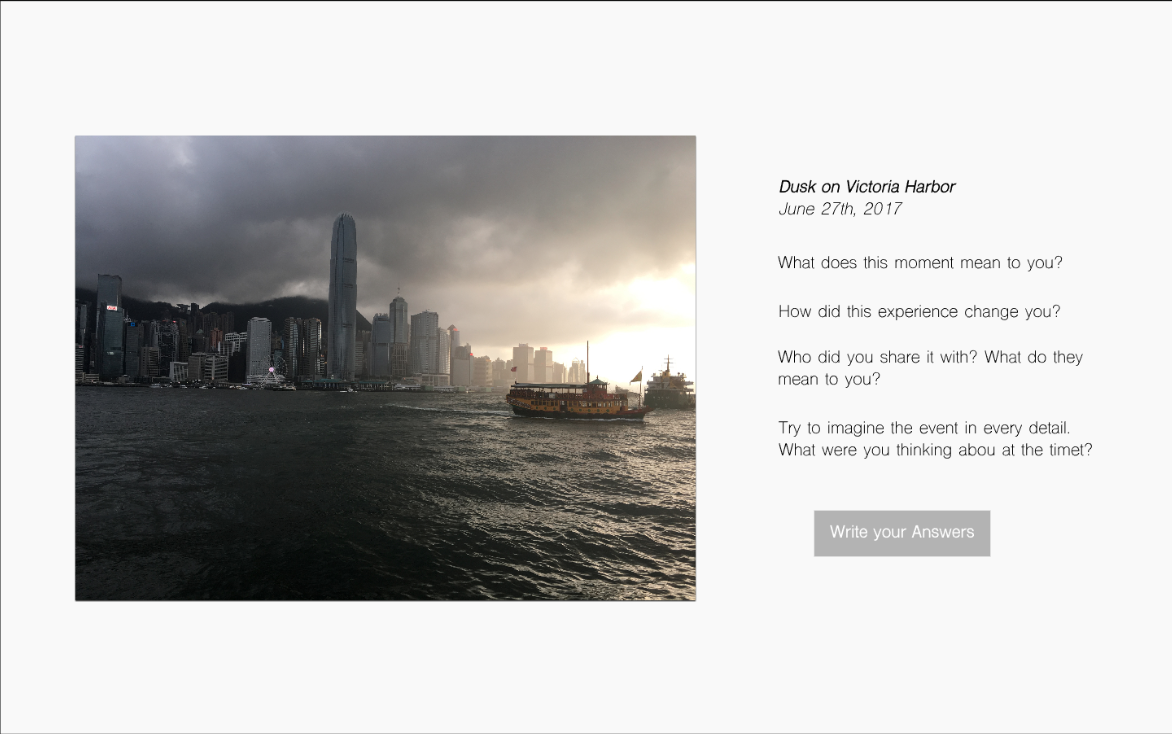 Dusk on Victoria Harbor
June 27th, 2017
What does this moment mean to you?
How did this experience change you?
Who did you share it with? What do they
mean to you?
Try to imagine the event in every detail.
What were you thinking abou at the timet?
Write your Answers